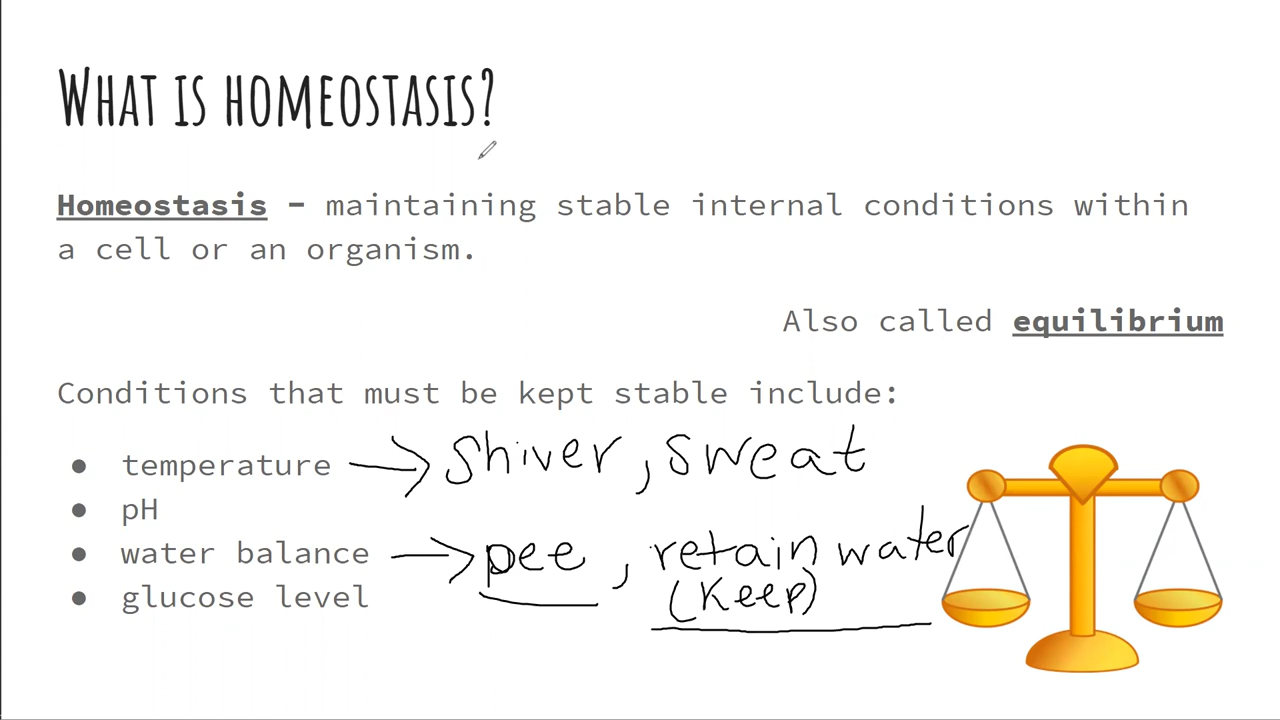 WHAT IS HOMEOSTASIS?
Homeostasis – maintaining stable internal conditions within
a cell or an organism.
Also called equilibrium
Conditions that must be kept stable include:
● temperature → shiver, sweat
● pH
● water balance → pee, retain water
(keep)
● glucose level